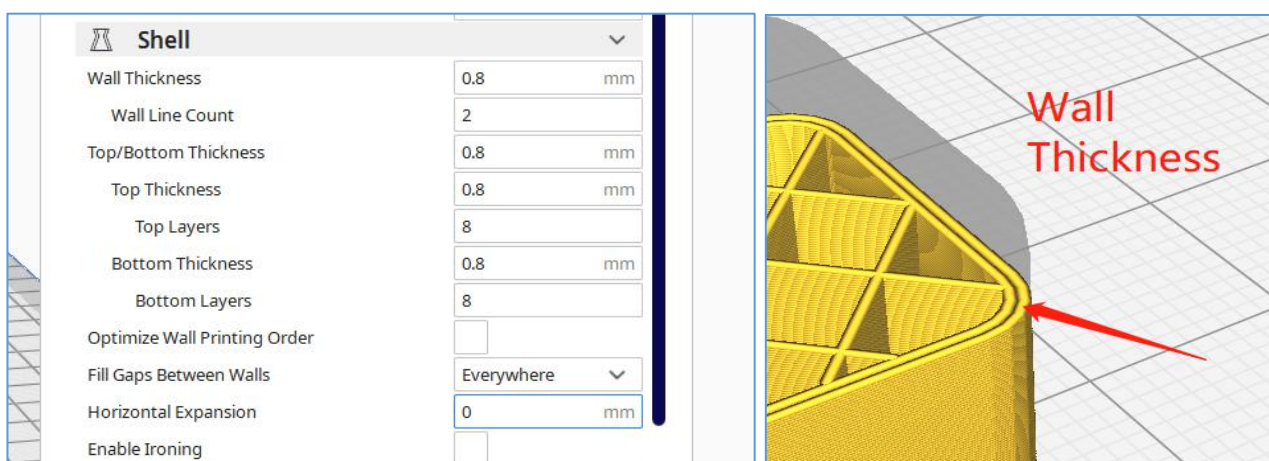 Shell
Wall Thickness 0.8 mm
Wall Line Count 2
Top/Bottom Thickness 0.8 mm
Top Thickness 0.8 mm
Top Layers 8
Bottom Thickness 0.8 mm
Bottom Layers 8
Optimize Wall Printing Order
Fill Gaps Between Walls Everywhere
Horizontal Expansion 0 mm
Enable Ironing
Wall
Thickness